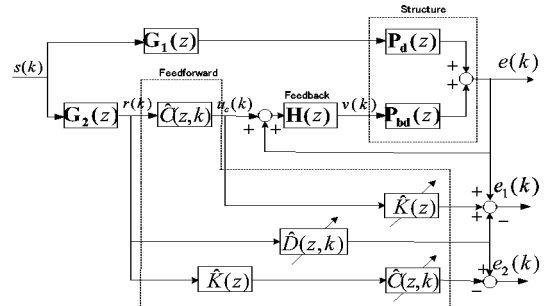 Structure
G₁(z)
P_d(z)
s(k)
Feedforward
e(k)
+
+
r(k)
u_c(k)
Feedback
v(k)
G₂(z)
Ĉ(z,k)
+
+
H(z)
P_bd(z)
e₁(k)
K̂(z)
+
+
−
D̂(z,k)
e₂(k)
K̂(z)
Ĉ(z,k)
+
−